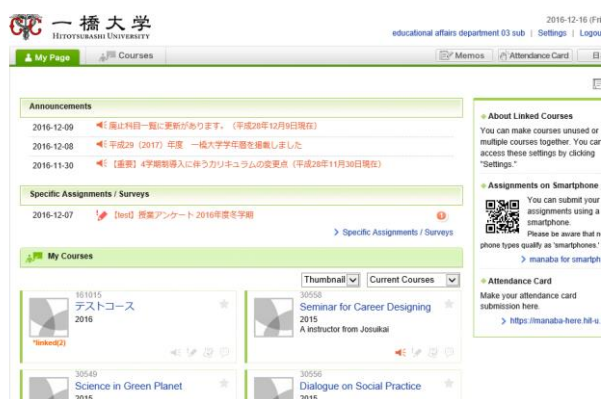 一橋大学
HITOTSUBASHI UNIVERSITY
2016-12-16 (Fri
educational affairs department 03 sub | Settings | Logou
My Page
Courses
Memos
Attendance Card
Announcements
2016-12-09 廃止科目一覧に更新があります。（平成28年12月9日現在）
2016-12-08 平成29（2017）年度 一橋大学学年暦を掲載しました
2016-11-30 【重要】4学期制導入に伴うカリキュラムの変更点（平成28年11月30日現在）
Specific Assignments / Surveys
2016-12-07 【test】授業アンケート 2016年度冬学期
Specific Assignments / Surveys
My Courses
Thumbnail
Current Courses
161015
テストコース
2016
*linked(2)
30558
Seminar for Career Designing
2015
A instructor from Josuikai
30549
Science in Green Planet
2015
30556
Dialogue on Social Practice
2015
About Linked Courses
You can make courses unused or
multiple courses together. You can
access these settings by clicking
"Settings."
Assignments on Smartphone
You can submit your
assignments using a
smartphone.
Please be aware that n
phone types qualify as 'smartphones.'
manaba for smartph
Attendance Card
Make your attendance card
submission here.
https://manaba-here.hit-u.